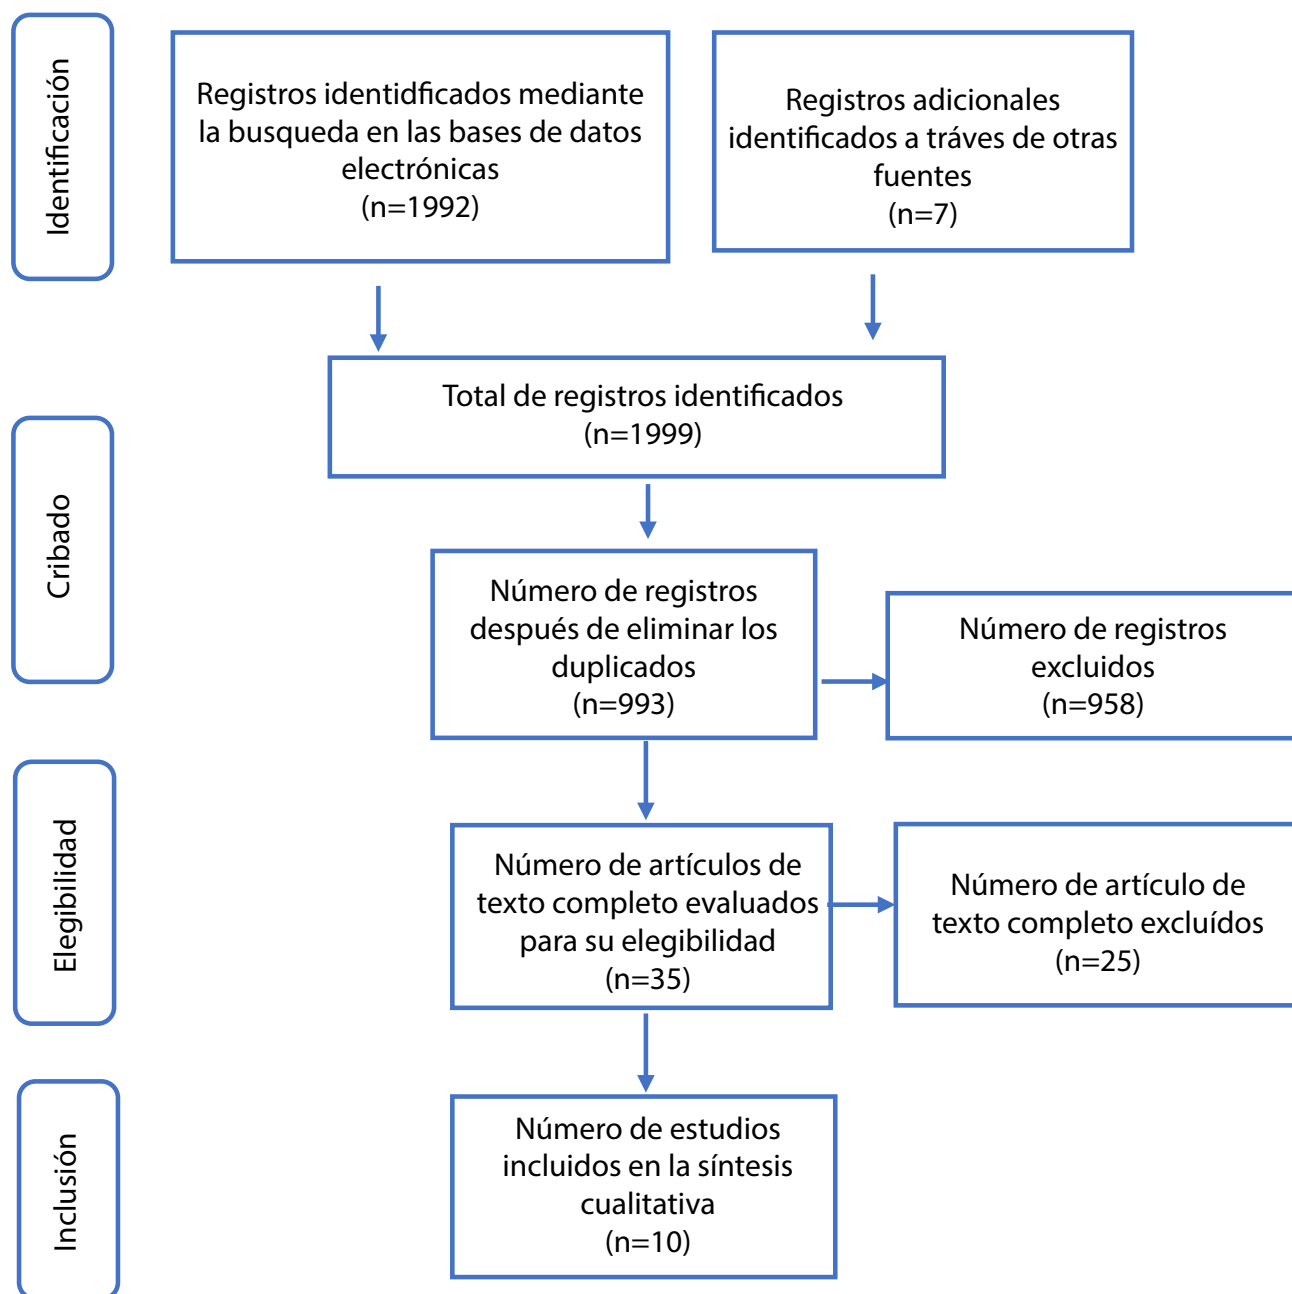 Identificación
Registros identidficados mediante
la busqueda en las bases de datos
electrónicas
(n=1992)
Registros adicionales
identificados a tráves de otras
fuentes
(n=7)
Total de registros identificados
(n=1999)
Cribado
Número de registros
después de eliminar los
duplicados
(n=993)
Número de registros
excluidos
(n=958)
Elegibilidad
Número de artículos de
texto completo evaluados
para su elegibilidad
(n=35)
Número de artículo de
texto completo excluídos
(n=25)
Inclusión
Número de estudios
incluidos en la síntesis
cualitativa
(n=10)